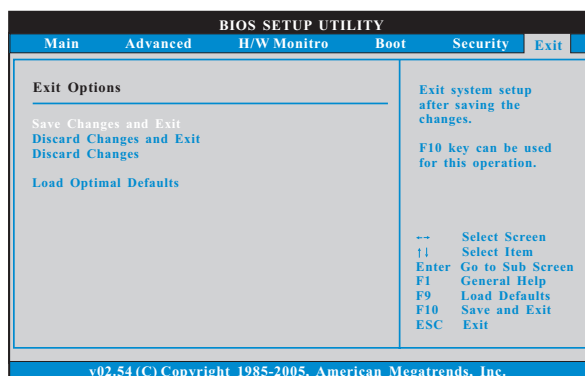 BIOS SETUP UTILITY
Main Advanced H/W Monitro Boot Security Exit
Exit Options
Save Changes and Exit
Discard Changes and Exit
Discard Changes
Load Optimal Defaults
Exit system setup
after saving the
changes.
F10 key can be used
for this operation.
←→ Select Screen
↑↓ Select Item
Enter Go to Sub Screen
F1 General Help
F9 Load Defaults
F10 Save and Exit
ESC Exit
v02.54 (C) Copyright 1985-2005, American Megatrends, Inc.